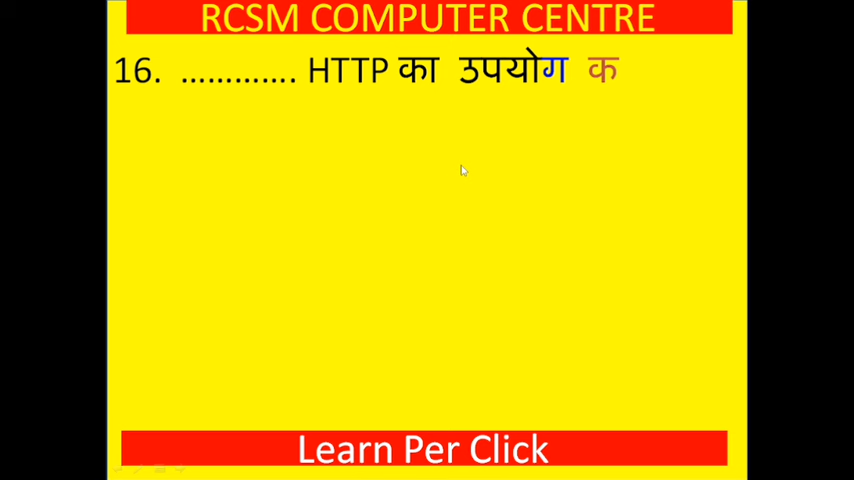 RCSM COMPUTER CENTRE
16. .............. HTTP का उपयोग क
Learn Per Click